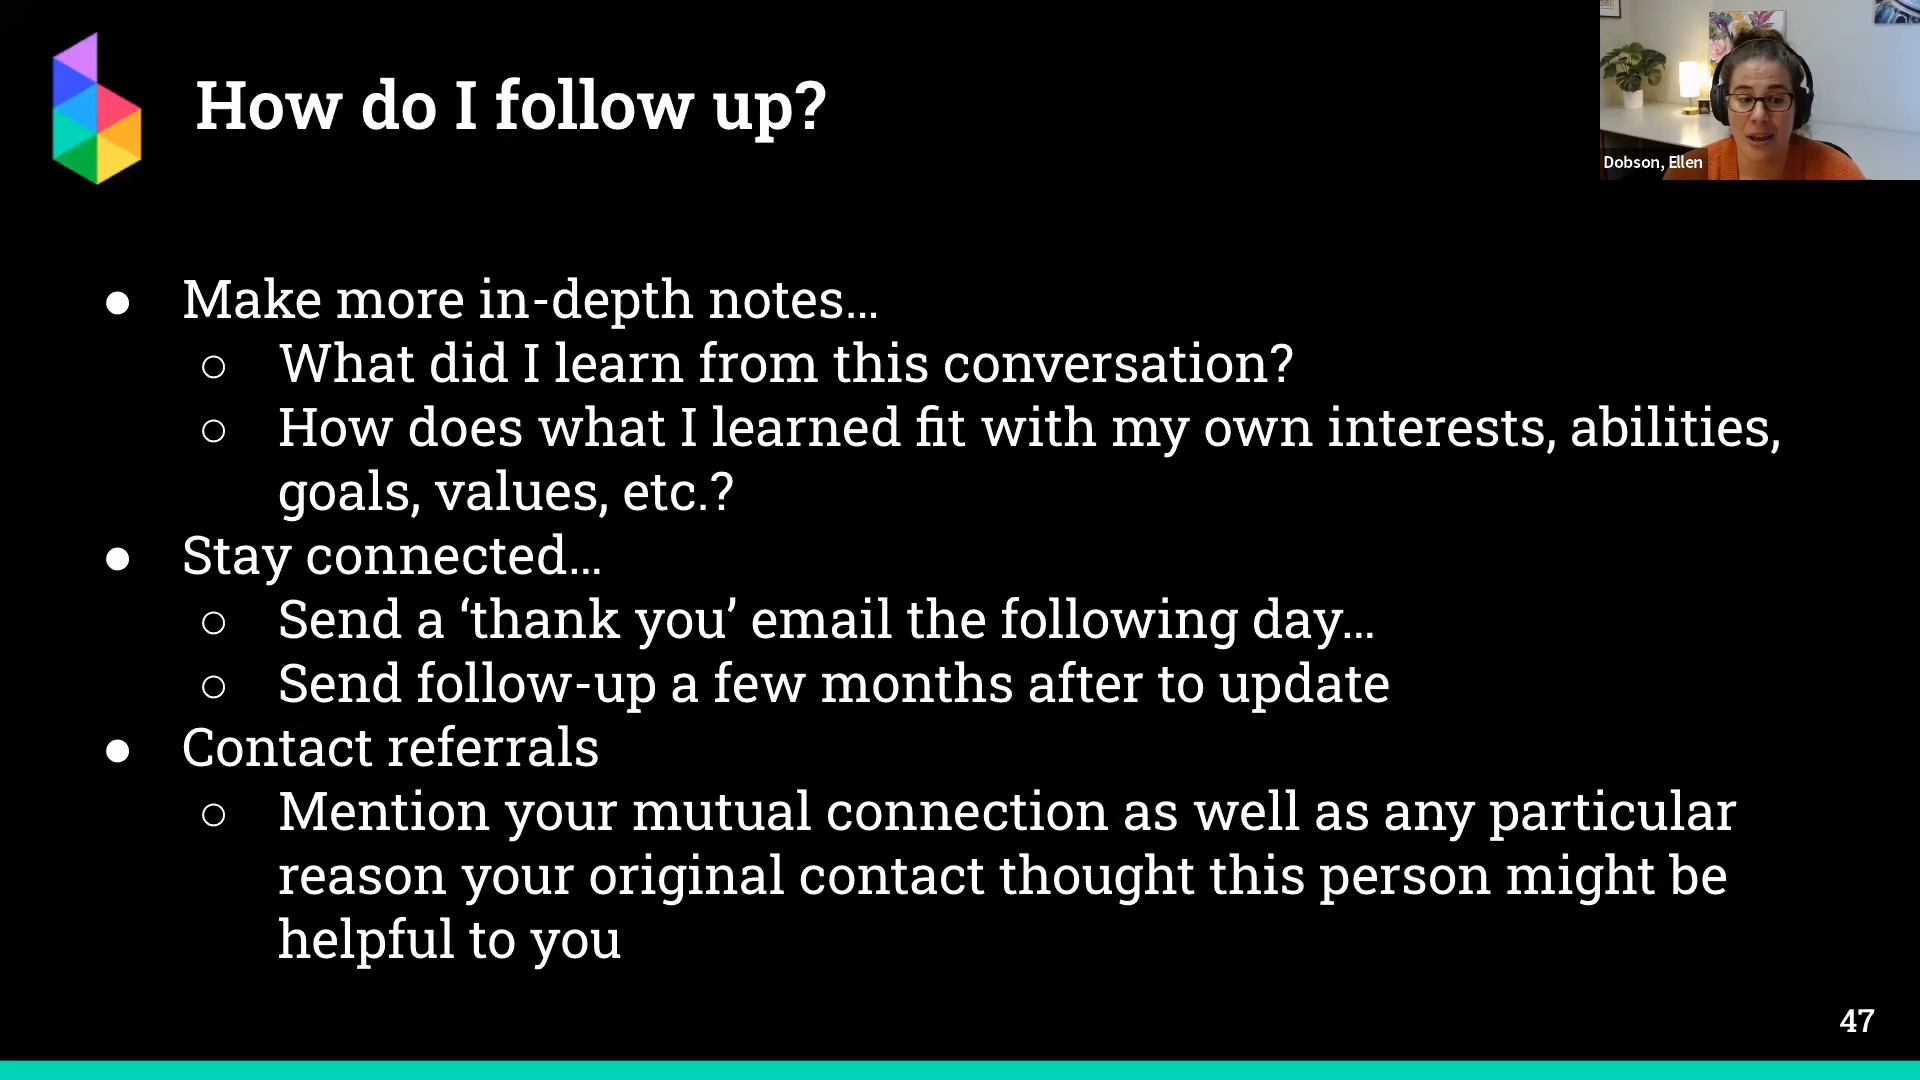 How do I follow up?
Dobson, Ellen
● Make more in-depth notes…
○ What did I learn from this conversation?
○ How does what I learned fit with my own interests, abilities,
goals, values, etc.?
● Stay connected…
○ Send a ‘thank you’ email the following day…
○ Send follow-up a few months after to update
● Contact referrals
○ Mention your mutual connection as well as any particular
reason your original contact thought this person might be
helpful to you
47